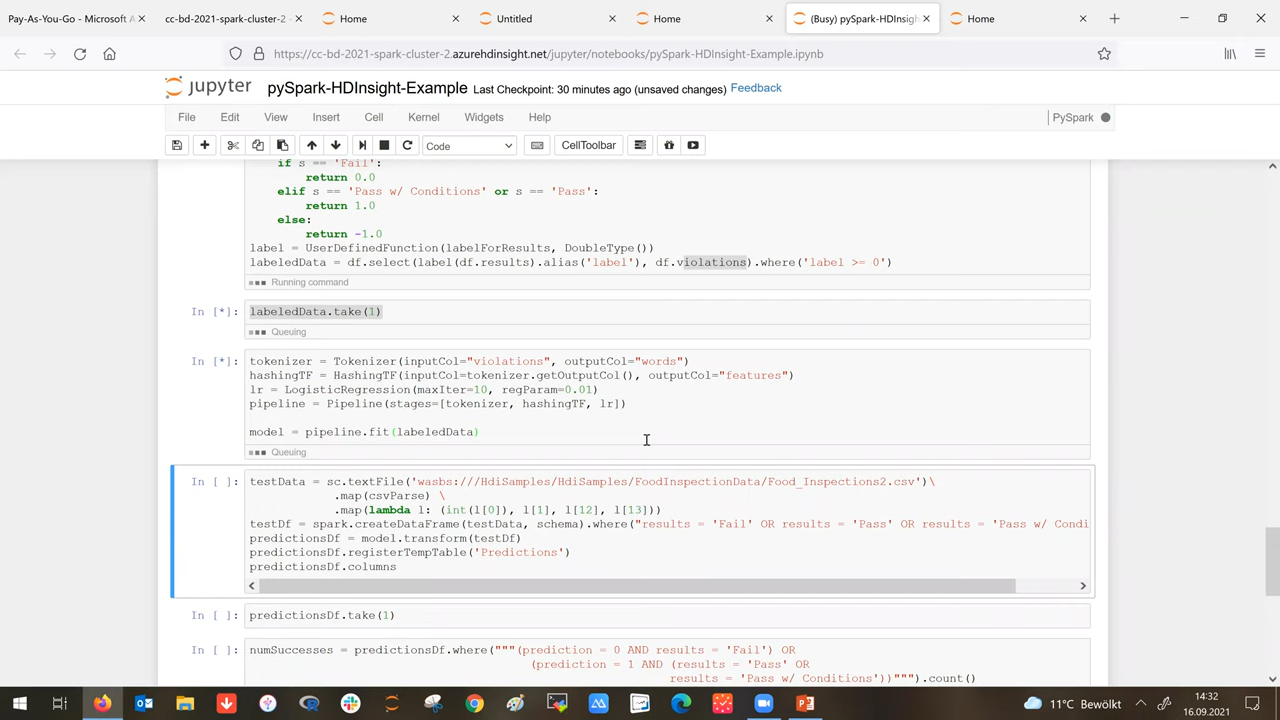 Pay-As-You-Go - Microsoft A
cc-bd-2021-spark-cluster-2 -
Home
Untitled
Home
(Busy) pySpark-HDInsigh
Home
https://cc-bd-2021-spark-cluster-2.azurehdinsight.net/jupyter/notebooks/pySpark-HDInsight-Example.ipynb
jupyter pySpark-HDInsight-Example Last Checkpoint: 30 minutes ago (unsaved changes) Feedback
File Edit View Insert Cell Kernel Widgets Help PySpark
Code CellToolbar
if s == 'Fail':
return 0.0
elif s == 'Pass w/ Conditions' or s == 'Pass':
return 1.0
else:
return -1.0
label = UserDefinedFunction(labelForResults, DoubleType())
labeledData = df.select(label(df.results).alias('label'), df.violations).where('label >= 0')
Running command
In [*]: labeledData.take(1)
Queuing
In [*]: tokenizer = Tokenizer(inputCol="violations", outputCol="words")
hashingTF = HashingTF(inputCol=tokenizer.getOutputCol(), outputCol="features")
lr = LogisticRegression(maxIter=10, regParam=0.01)
pipeline = Pipeline(stages=[tokenizer, hashingTF, lr])
model = pipeline.fit(labeledData)
Queuing
In [ ]: testData = sc.textFile('wasbs:///HdiSamples/HdiSamples/FoodInspectionData/Food_Inspections2.csv')\
.map(csvParse) \
.map(lambda l: (int(l[0]), l[1], l[12], l[13]))
testDf = spark.createDataFrame(testData, schema).where("results = 'Fail' OR results = 'Pass' OR results = 'Pass w/ Condi
predictionsDf = model.transform(testDf)
predictionsDf.registerTempTable('Predictions')
predictionsDf.columns
In [ ]: predictionsDf.take(1)
In [ ]: numSuccesses = predictionsDf.where("""(prediction = 0 AND results = 'Fail') OR
(prediction = 1 AND (results = 'Pass' OR
results = 'Pass w/ Conditions'))""").count()
11°C Bewölkt
14:32
16.09.2021